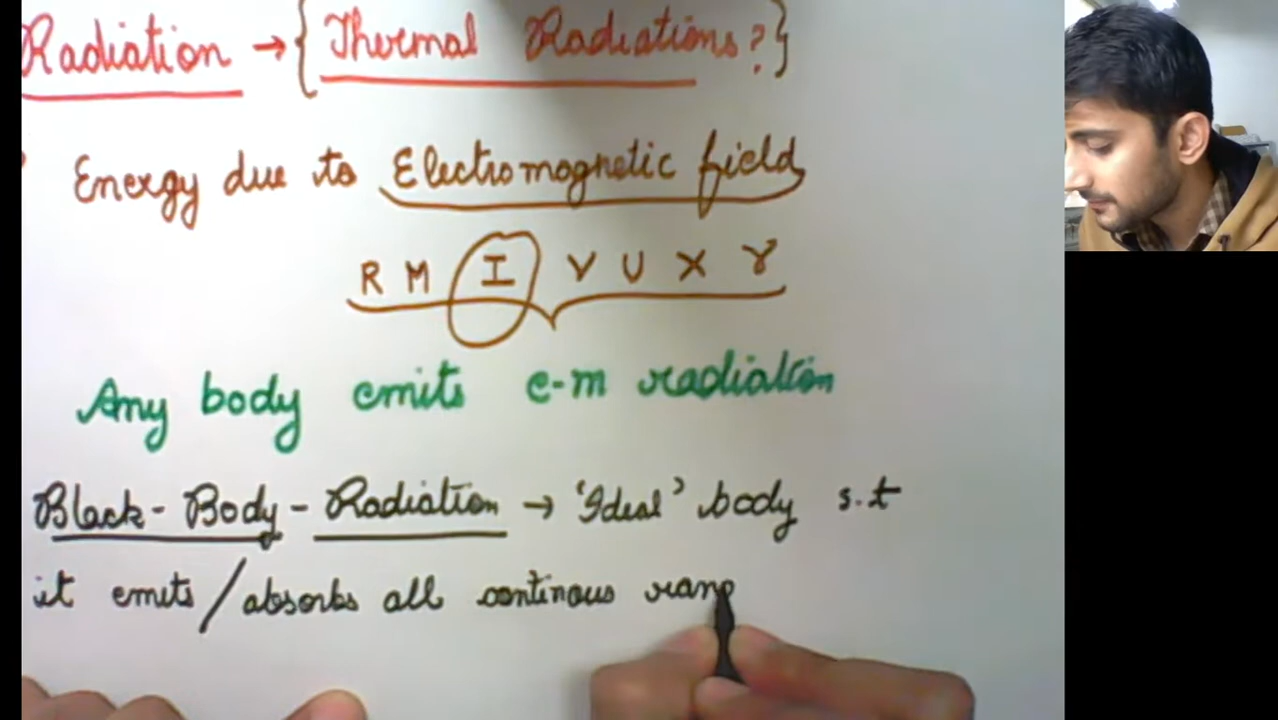 Radiation → { Thermal Radiations? }
Energy due to Electromagnetic field
R M I V U X γ
Any body emits e-m radiation
Black-Body-Radiation → 'Ideal' body s.t
it emits/absorbs all continous rang